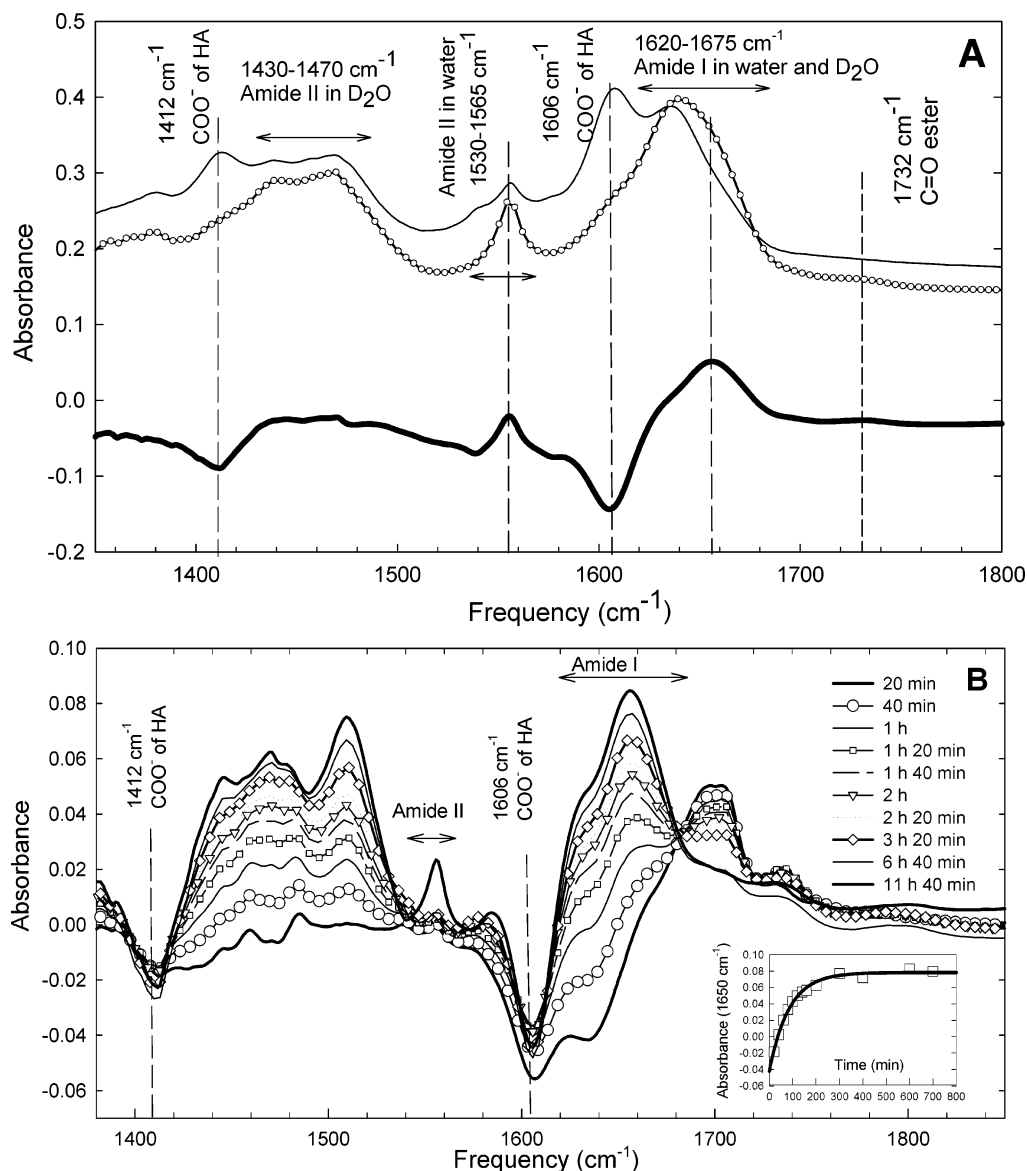 A
0.5
0.4
0.3
0.2
0.1
0.0
-0.1
-0.2
Absorbance
1412 cm⁻¹
COO⁻ of HA
1430-1470 cm⁻¹
Amide II in D₂O
Amide II in water
1530-1565 cm⁻¹
1606 cm⁻¹
COO⁻ of HA
1620-1675 cm⁻¹
Amide I in water and D₂O
1732 cm⁻¹
C=O ester
1400
1500
1600
1700
1800
Frequency (cm⁻¹)
B
0.10
0.08
0.06
0.04
0.02
0.00
-0.02
-0.04
-0.06
Absorbance
1412 cm⁻¹
COO⁻ of HA
Amide II
1606 cm⁻¹
COO⁻ of HA
Amide I
20 min
40 min
1 h
1 h 20 min
1 h 40 min
2 h
2 h 20 min
3 h 20 min
6 h 40 min
11 h 40 min
Absorbance (1650 cm⁻¹)
0.10
0.08
0.06
0.04
0.02
0.00
-0.02
-0.04
-0.06
Time (min)
0 100 200 300 400 500 600 700 800
1400
1500
1600
1700
1800
Frequency (cm⁻¹)